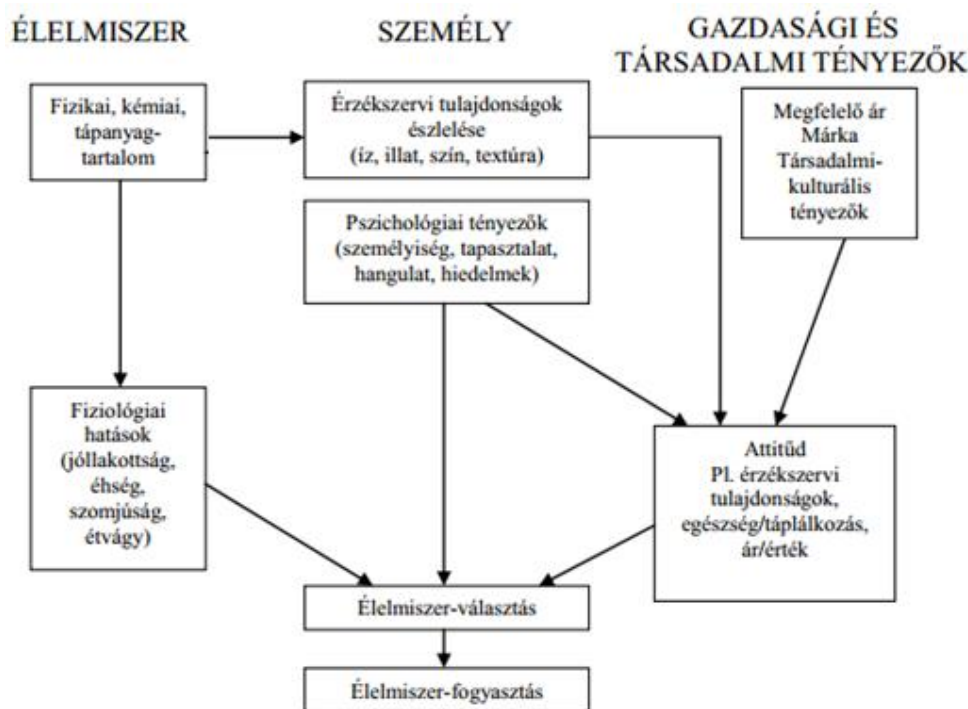 ÉLELMISZER
SZEMÉLY
GAZDASÁGI ÉS
TÁRSADALMI TÉNYEZŐK
Fizikai, kémiai,
tápanyag-
tartalom
Érzékszervi tulajdonságok
észlelése
(íz, illat, szín, textúra)
Megfelelő ár
Márka
Társadalmi-
kulturális
tényezők
Pszichológiai tényezők
(személyiség, tapasztalat,
hangulat, hiedelmek)
Fiziológiai
hatások
(jóllakottság,
éhség,
szomjúság,
étvágy)
Attitűd
Pl. érzékszervi
tulajdonságok,
egészség/táplálkozás,
ár/érték
Élelmiszer-választás
Élelmiszer-fogyasztás